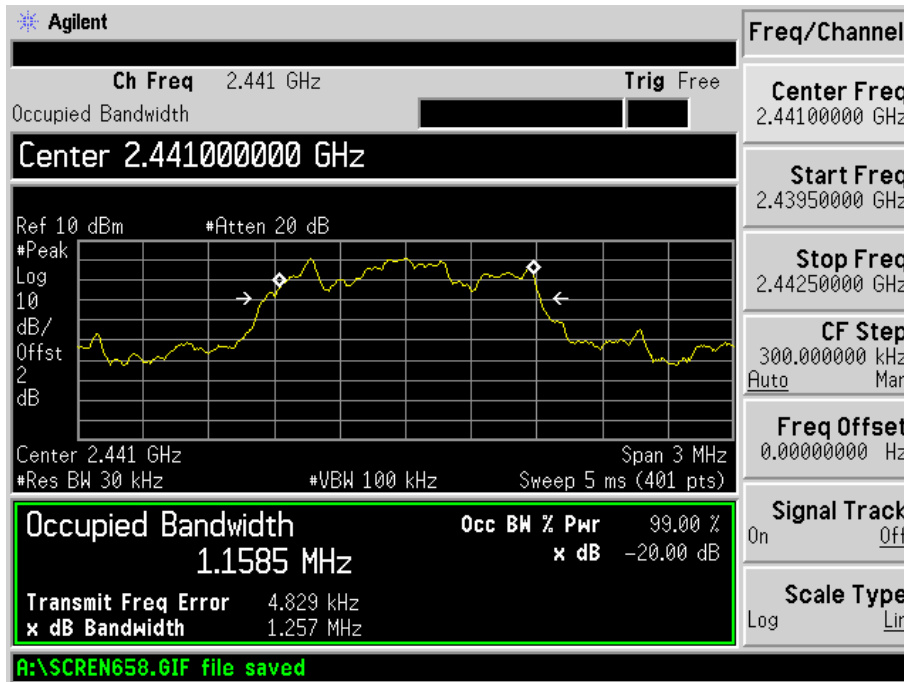 Agilent
Ch Freq 2.441 GHz Trig Free
Occupied Bandwidth
Center 2.441000000 GHz
Ref 10 dBm #Atten 20 dB
#Peak
Log
10
dB/
Offst
2
dB
Center 2.441 GHz Span 3 MHz
#Res BW 30 kHz #VBW 100 kHz Sweep 5 ms (401 pts)
Occupied Bandwidth
1.1585 MHz
Occ BW % Pwr 99.00 %
x dB -20.00 dB
Transmit Freq Error 4.829 kHz
x dB Bandwidth 1.257 MHz
A:\SCREN658.GIF file saved
Freq/Channel
Center Freq
2.44100000 GHz
Start Freq
2.43950000 GHz
Stop Freq
2.44250000 GHz
CF Step
300.000000 kHz
Auto Man
Freq Offset
0.00000000 Hz
Signal Track
On Off
Scale Type
Log Lin